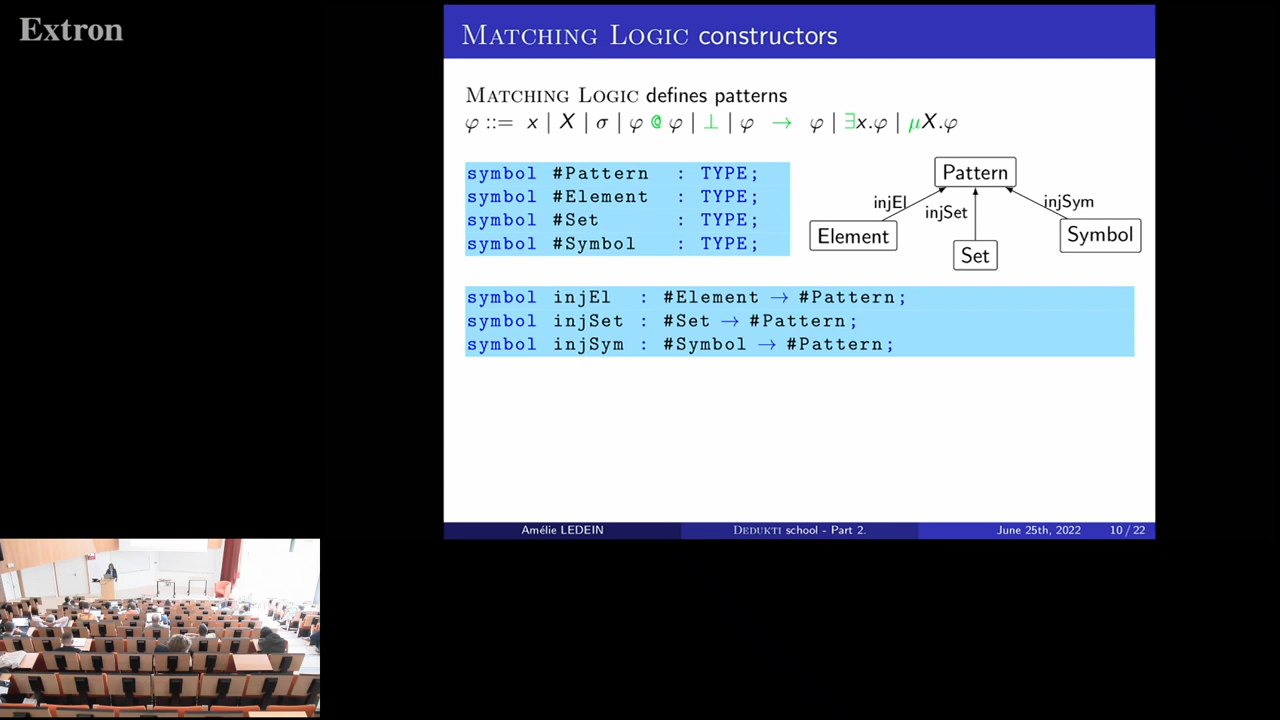 Extron
MATCHING LOGIC constructors
MATCHING LOGIC defines patterns
φ ::= x | X | σ | φ @ φ | ⊥ | φ → φ | ∃x.φ | μX.φ
symbol #Pattern : TYPE;
symbol #Element : TYPE;
symbol #Set : TYPE;
symbol #Symbol : TYPE;
Pattern
injEl
injSet
injSym
Element
Set
Symbol
symbol injEl : #Element → #Pattern;
symbol injSet : #Set → #Pattern;
symbol injSym : #Symbol → #Pattern;
Amélie LEDEIN
DEDUKTI school - Part 2.
June 25th, 2022
10 / 22